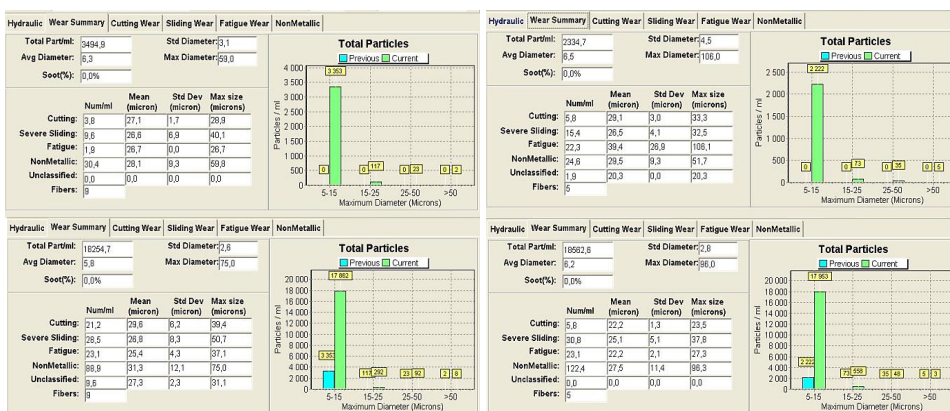 Hydraulic Wear Summary Cutting Wear Sliding Wear Fatigue Wear NonMetallic
Total Part/ml: 3494,9 Std Diameter: 3,1
Avg Diameter: 6,3 Max Diameter: 59,0
Soot(%): 0,0%
Num/ml Mean (micron) Std Dev (micron) Max size (micron)
Cutting: 3,8 27,1 1,7 28,9
Severe Sliding: 9,6 26,6 6,9 40,1
Fatigue: 1,9 26,7 0,0 26,7
NonMetallic: 30,4 28,1 9,3 59,8
Unclassified: 0,0 0,0 0,0 0,0
Fibers: 9
Total Particles
Previous Current
Particles / ml
4 000
3 500
3 000
2 500
2 000
1 500
1 000
500
0
3 353
0 0 117 0 23 0 2
5-15 15-25 25-50 >50
Maximum Diameter (Microns)
Hydraulic Wear Summary Cutting Wear Sliding Wear Fatigue Wear NonMetallic
Total Part/ml: 2334,7 Std Diameter: 4,5
Avg Diameter: 6,5 Max Diameter: 106,0
Soot(%): 0,0%
Num/ml Mean (micron) Std Dev (micron) Max size (micron)
Cutting: 5,8 29,1 3,0 33,3
Severe Sliding: 15,4 26,5 4,1 32,5
Fatigue: 22,3 39,4 26,9 106,1
NonMetallic: 24,6 29,5 9,3 51,7
Unclassified: 1,9 20,3 0,0 20,3
Fibers: 5
Total Particles
Previous Current
Particles / ml
2 500
2 000
1 500
1 000
500
0
2 222
0 0 73 0 35 0 5
5-15 15-25 25-50 >50
Maximum Diameter (Microns)
Hydraulic Wear Summary Cutting Wear Sliding Wear Fatigue Wear NonMetallic
Total Part/ml: 18254,7 Std Diameter: 2,6
Avg Diameter: 5,8 Max Diameter: 75,0
Soot(%): 0,0%
Num/ml Mean (micron) Std Dev (micron) Max size (micron)
Cutting: 21,2 29,6 6,2 39,4
Severe Sliding: 28,5 26,8 8,3 50,7
Fatigue: 23,1 25,4 4,3 37,1
NonMetallic: 88,9 31,3 12,1 75,0
Unclassified: 9,6 27,3 2,3 31,1
Fibers: 9
Total Particles
Previous Current
Particles / ml
20 000
18 000
16 000
14 000
12 000
10 000
8 000
6 000
4 000
2 000
0
17 862
3 353 117 292 23 92 2 8
5-15 15-25 25-50 >50
Maximum Diameter (Microns)
Hydraulic Wear Summary Cutting Wear Sliding Wear Fatigue Wear NonMetallic
Total Part/ml: 18562,6 Std Diameter: 2,8
Avg Diameter: 6,2 Max Diameter: 96,0
Soot(%): 0,0%
Num/ml Mean (micron) Std Dev (micron) Max size (micron)
Cutting: 5,8 22,2 1,3 23,5
Severe Sliding: 30,8 25,1 5,1 37,8
Fatigue: 23,1 22,2 2,1 27,3
NonMetallic: 122,4 27,5 11,4 96,3
Unclassified: 0,0 0,0 0,0 0,0
Fibers: 5
Total Particles
Previous Current
Particles / ml
20 000
18 000
16 000
14 000
12 000
10 000
8 000
6 000
4 000
2 000
0
17 953
2 222 73 558 35 48 5 3
5-15 15-25 25-50 >50
Maximum Diameter (Microns)